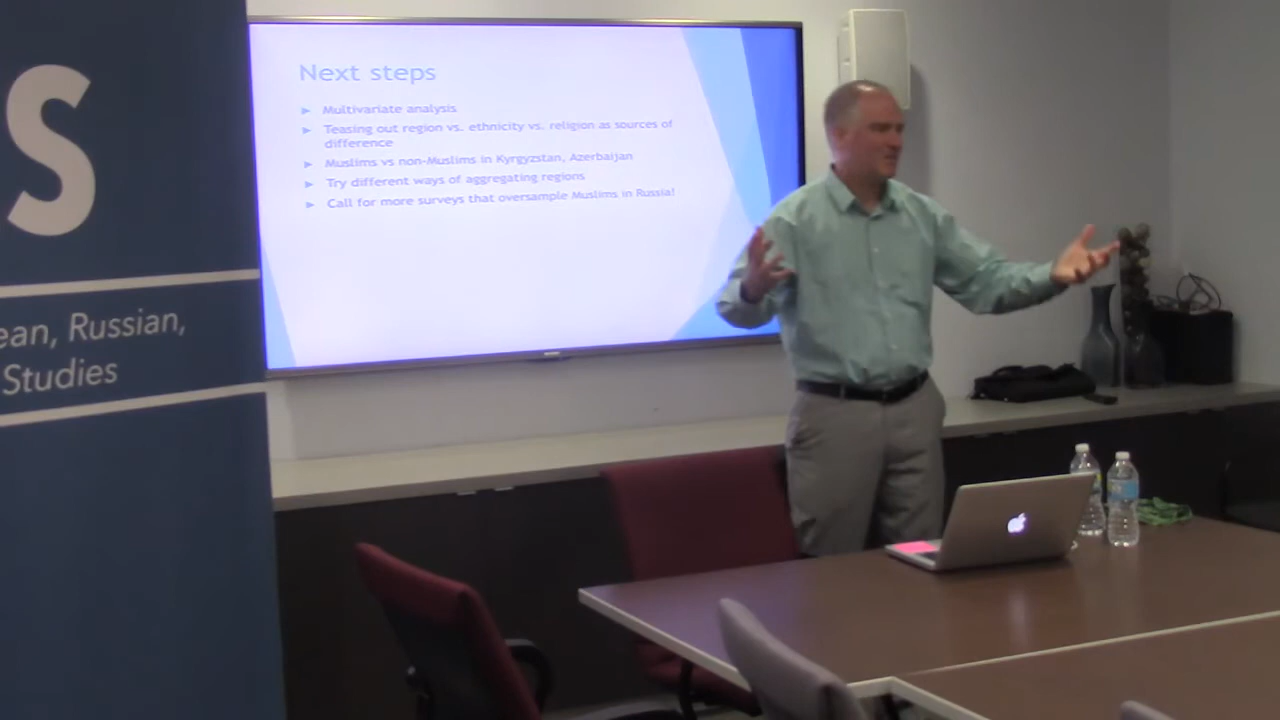 S
ean, Russian,
Studies
Next steps
Multivariate analysis
Teasing out region vs. ethnicity vs. religion as sources of
difference
Muslims vs non-Muslims in Kyrgyzstan, Azerbaijan
Try different ways of aggregating regions
Call for more surveys that oversample Muslims in Russia!